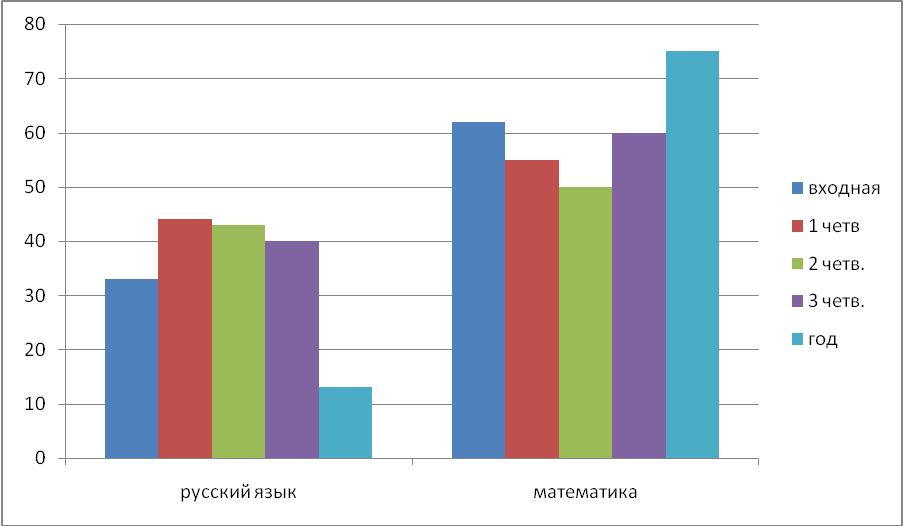 80
70
60
50
40
30
20
10
0
русский язык
математика
входная
1 четв
2 четв.
3 четв.
год